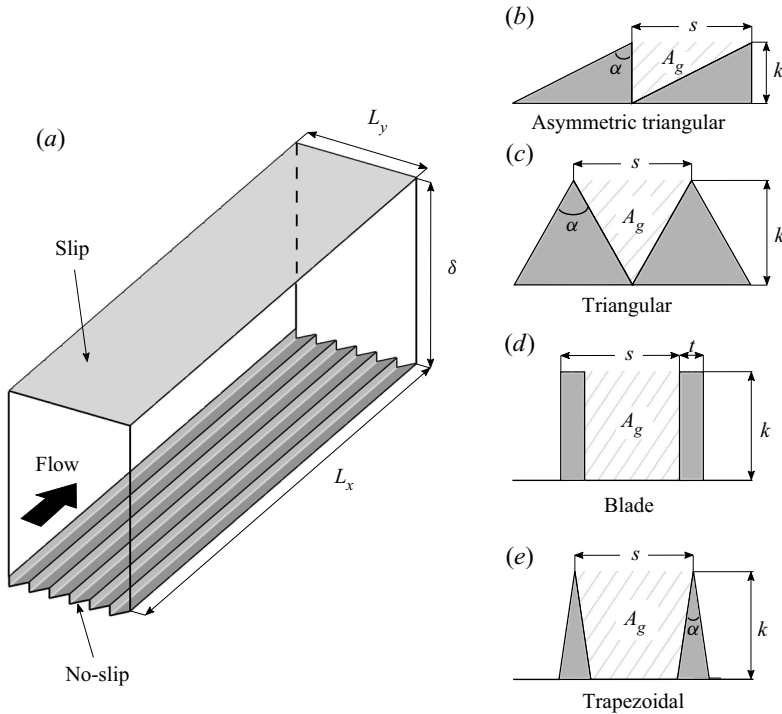 (a)
L_y
Slip
δ
Flow
L_x
No-slip
(b)
s
α
A_g
k
Asymmetric triangular
(c)
s
α
A_g
k
Triangular
(d)
s
t
A_g
k
Blade
(e)
s
A_g
α
k
Trapezoidal